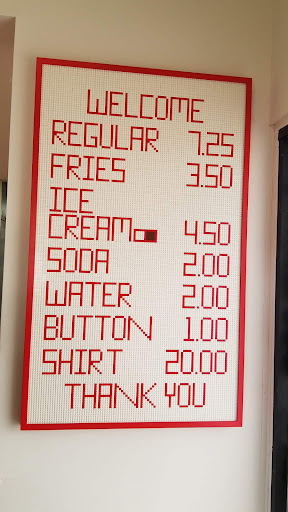 WELCOME
REGULAR 7.25
FRIES 3.50
ICE
CREAM 4.50
SODA 2.00
WATER 2.00
BUTTON 1.00
SHIRT 20.00
THANK YOU